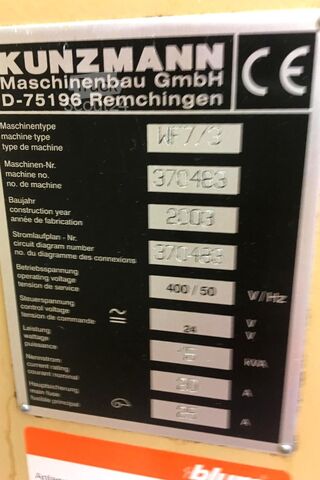 KUNZMANN
Maschinenbau GmbH
D-75196 Remchingen
CE
Maschinentype
machine type
type de machine
WF7/3
Maschinen-Nr.
machine no.
no. de machine
370483
Baujahr
construction year
année de fabrication
2003
Stromlaufplan - Nr.
circuit diagram number
no. du diagramme des connexions
370483
Betriebsspannung
operating voltage
tension de service
400/50
V/Hz
Steuerspannung
control voltage
tension de commande
≃
24
V
V
Leistung
wattage
puissance
15
KVA
Nennstrom
current rating
courant nominal
20
A
Hauptsicherung
main fuse
fusible principal
25
A